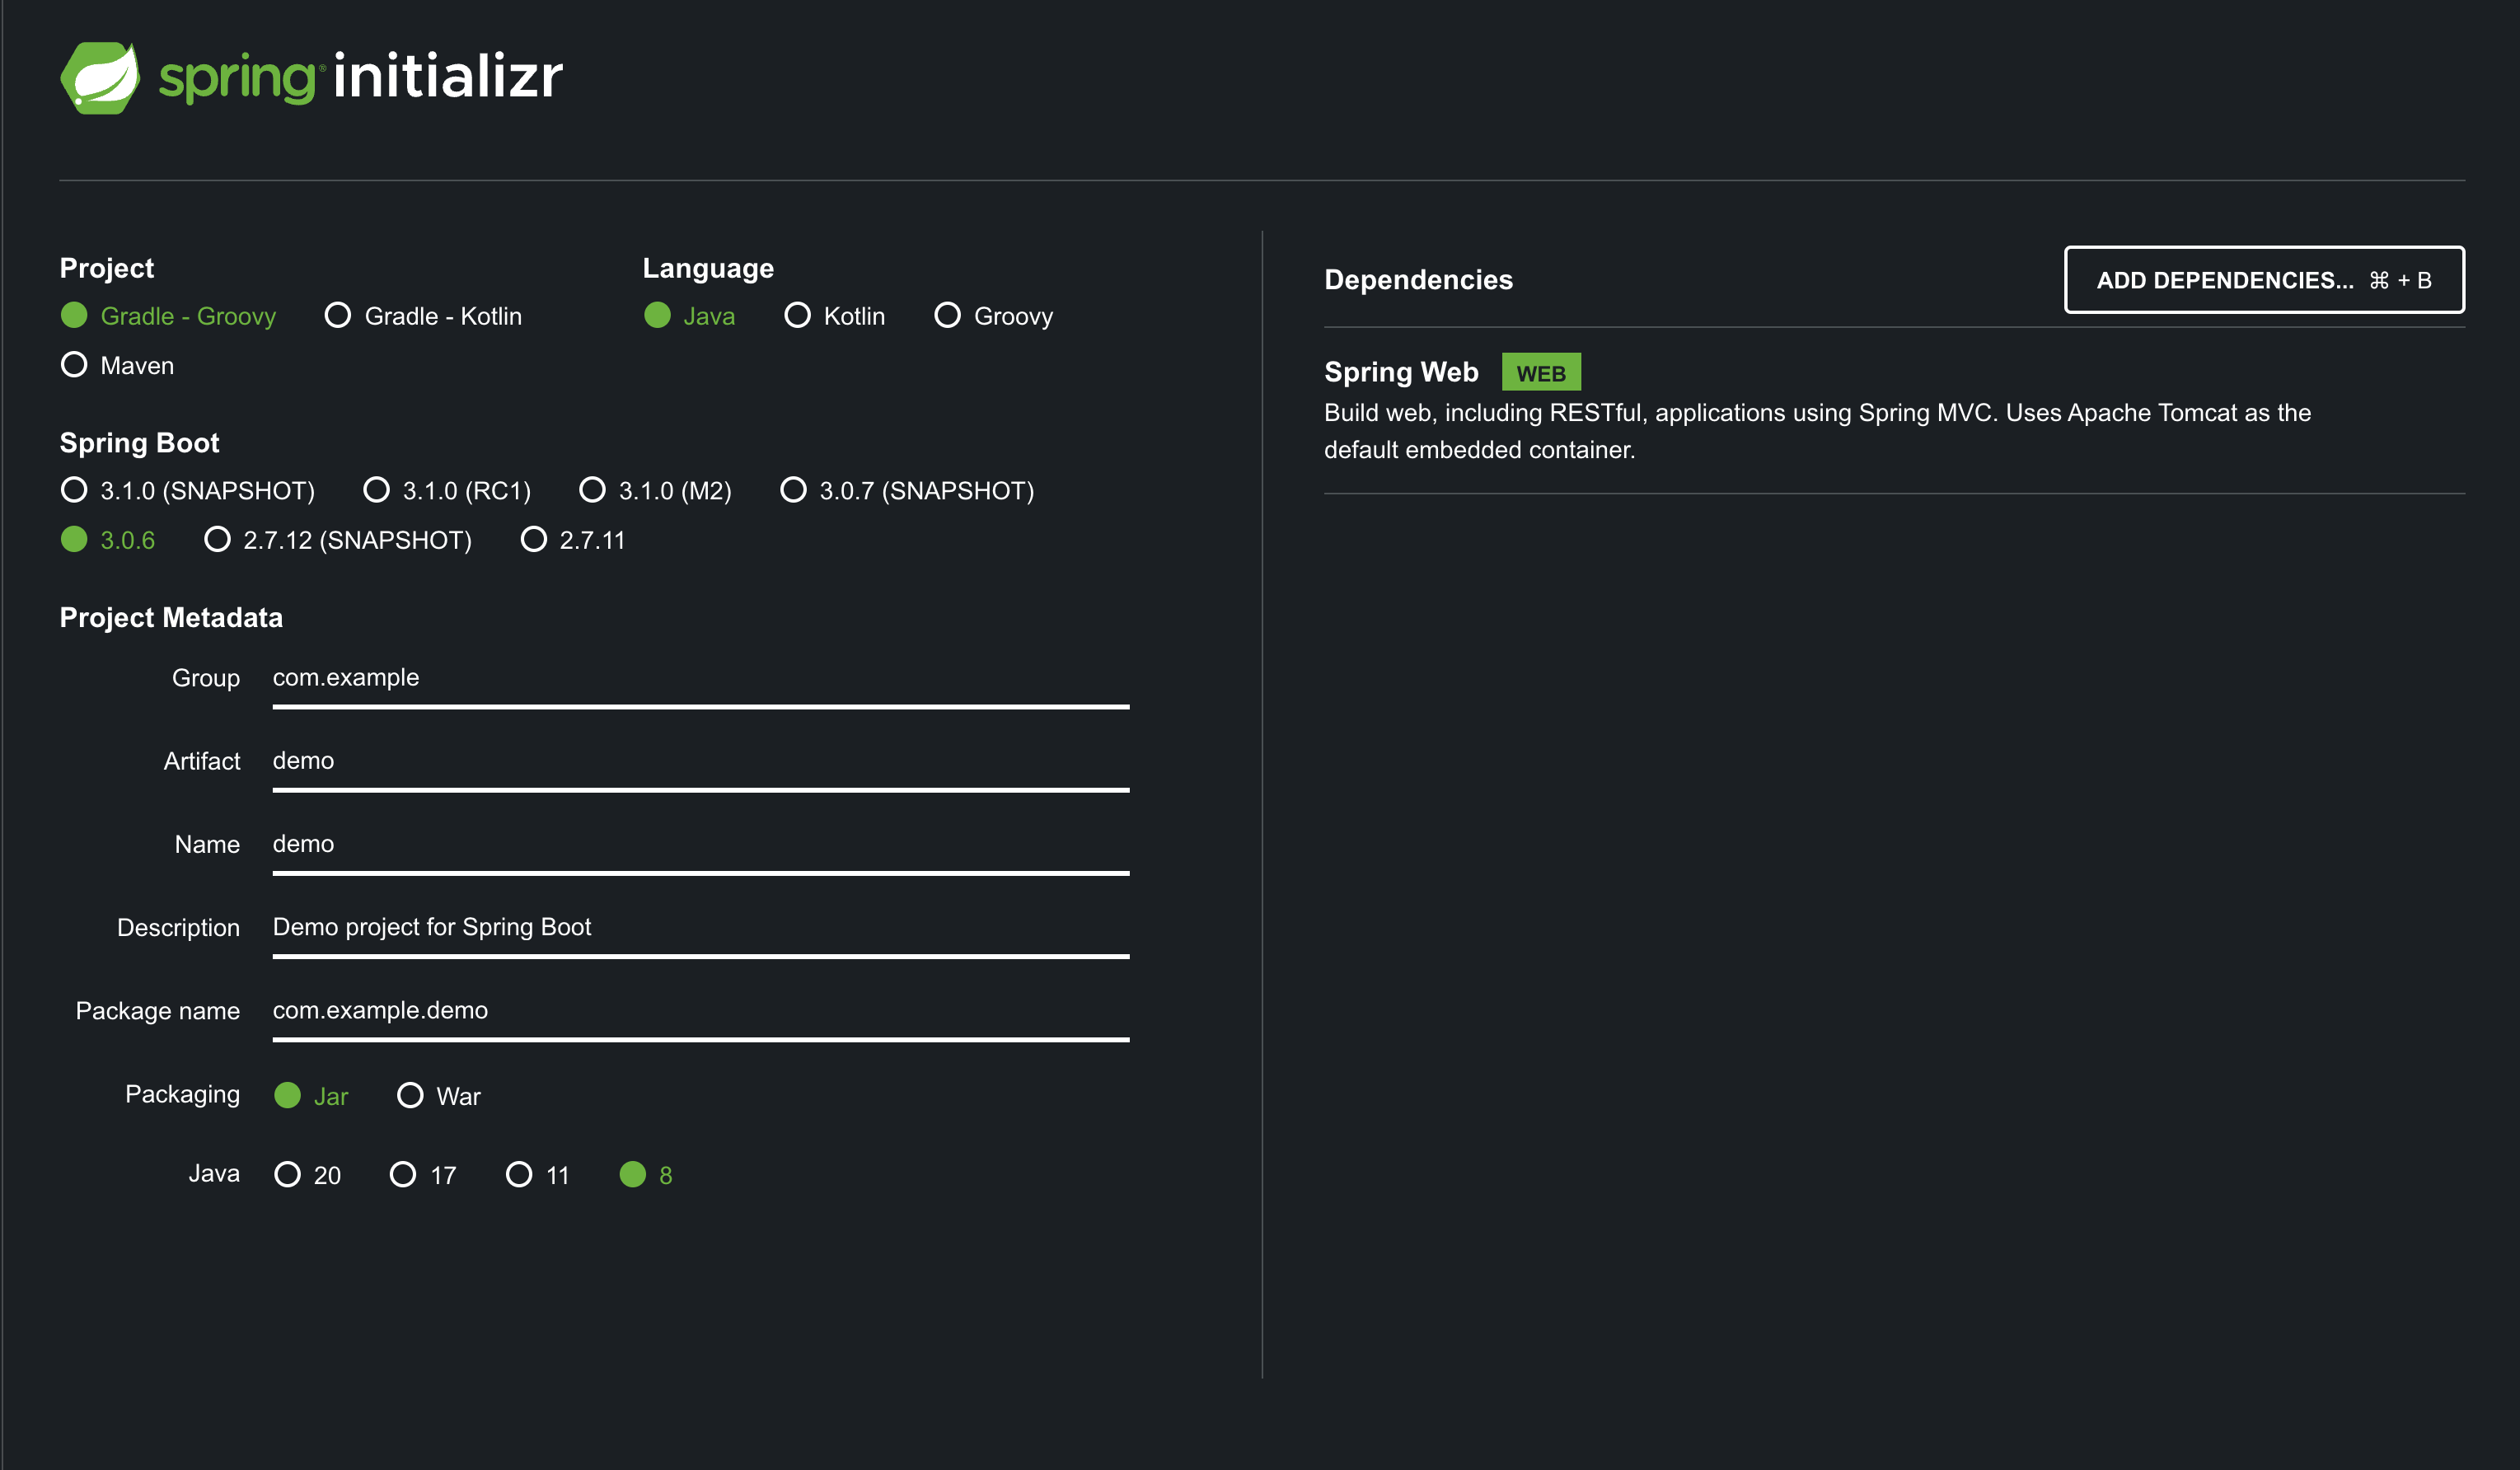 spring® initializr
Project
Gradle - Groovy Gradle - Kotlin
Maven
Language
Java Kotlin Groovy
Spring Boot
3.1.0 (SNAPSHOT) 3.1.0 (RC1) 3.1.0 (M2) 3.0.7 (SNAPSHOT)
3.0.6 2.7.12 (SNAPSHOT) 2.7.11
Project Metadata
Group com.example
Artifact demo
Name demo
Description Demo project for Spring Boot
Package name com.example.demo
Packaging Jar War
Java 20 17 11 8
Dependencies ADD DEPENDENCIES... ⌘ + B
Spring Web WEB
Build web, including RESTful, applications using Spring MVC. Uses Apache Tomcat as the
default embedded container.